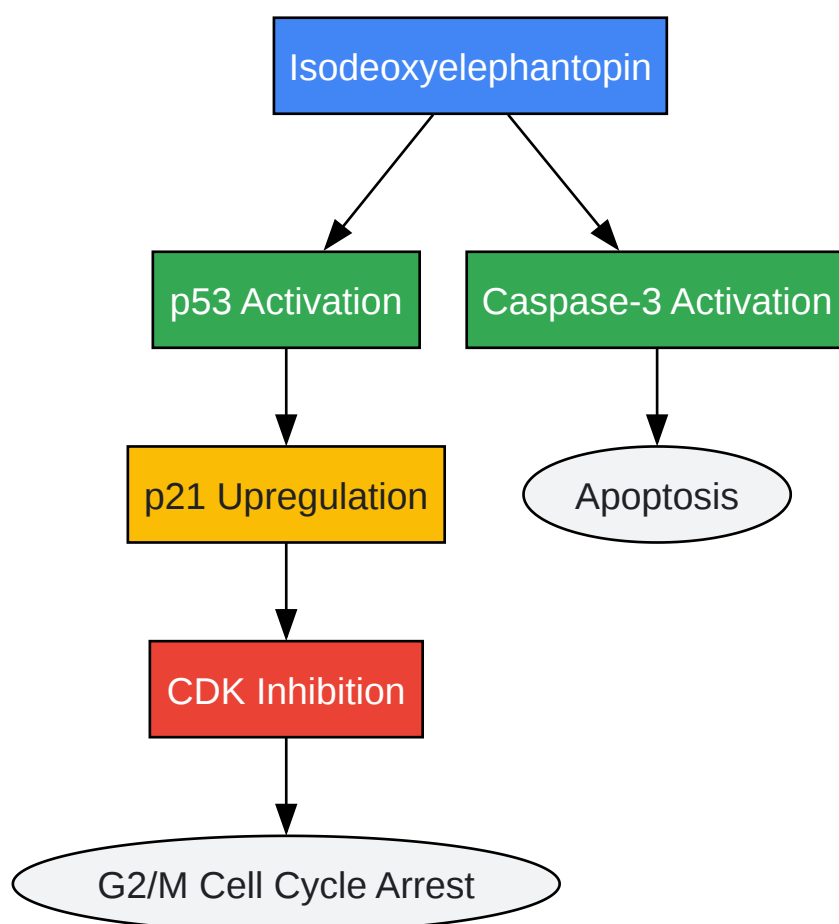 Isodeoxyelephantopin
p53 Activation
Caspase-3 Activation
p21 Upregulation
Apoptosis
CDK Inhibition
G2/M Cell Cycle Arrest